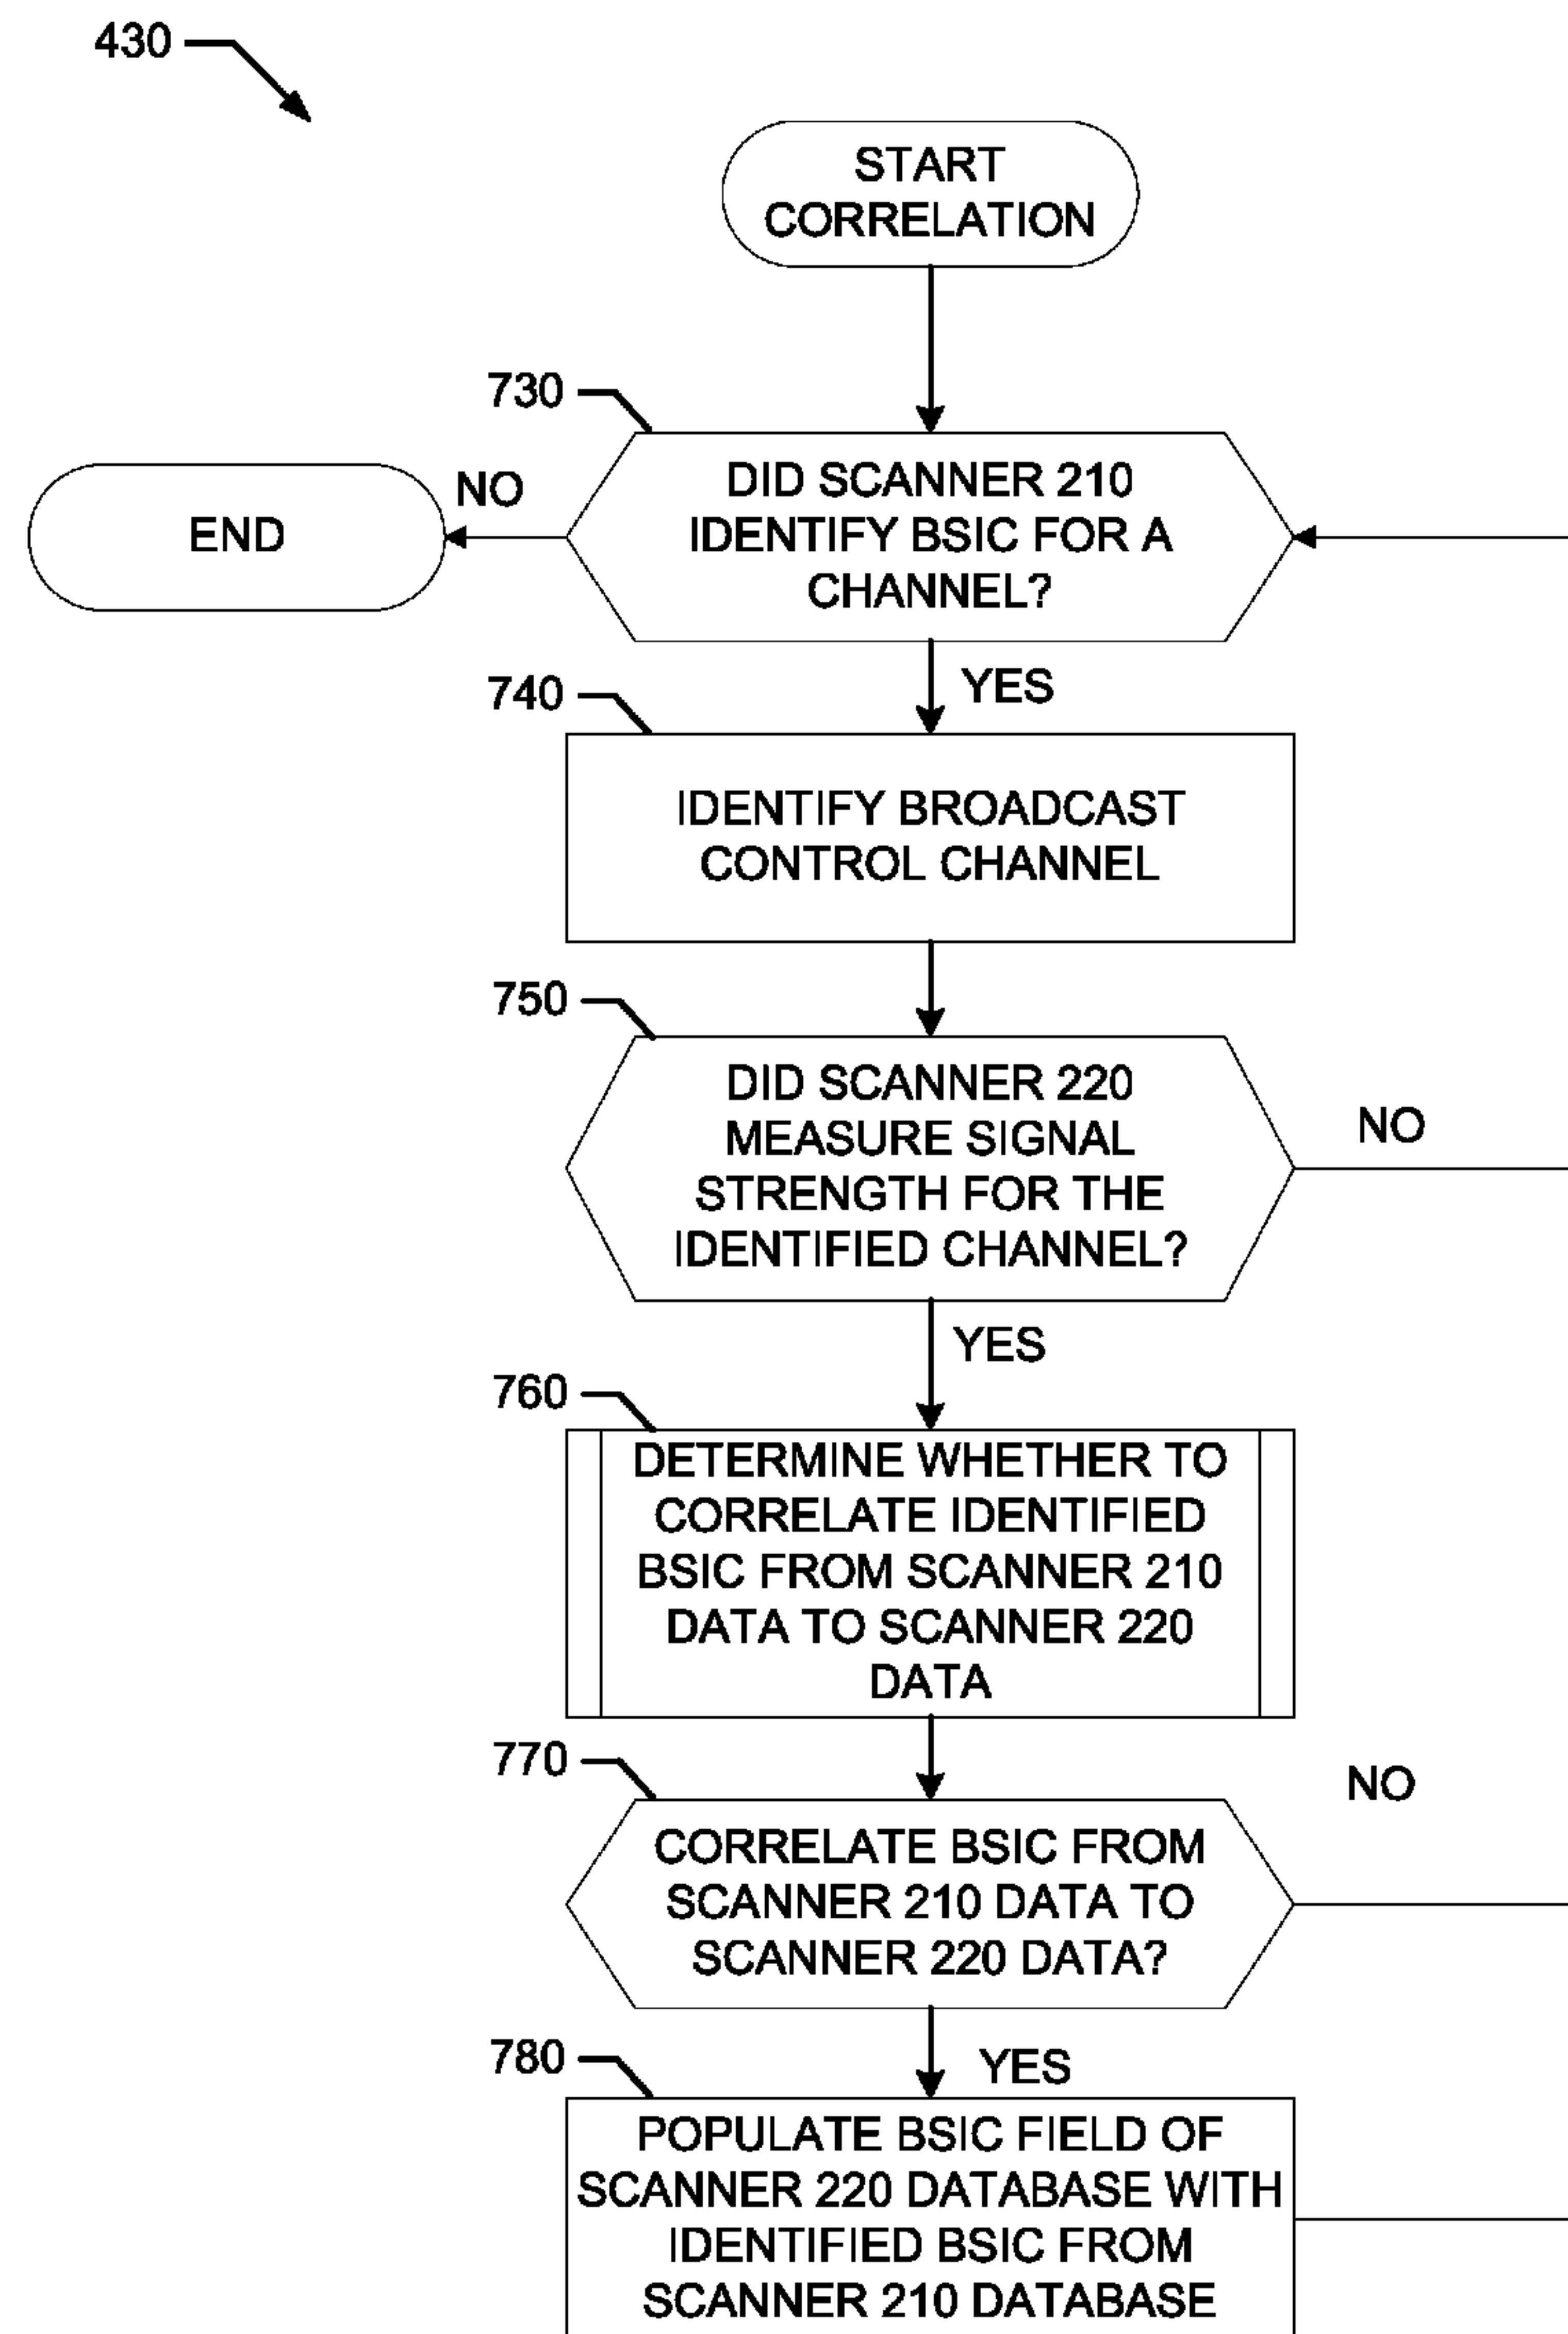 430
START
CORRELATION
730
DID SCANNER 210
IDENTIFY BSIC FOR A
CHANNEL?
NO
END
YES
740
IDENTIFY BROADCAST
CONTROL CHANNEL
750
DID SCANNER 220
MEASURE SIGNAL
STRENGTH FOR THE
IDENTIFIED CHANNEL?
NO
YES
760
DETERMINE WHETHER TO
CORRELATE IDENTIFIED
BSIC FROM SCANNER 210
DATA TO SCANNER 220
DATA
770
NO
CORRELATE BSIC FROM
SCANNER 210 DATA TO
SCANNER 220 DATA?
780
YES
POPULATE BSIC FIELD OF
SCANNER 220 DATABASE WITH
IDENTIFIED BSIC FROM
SCANNER 210 DATABASE